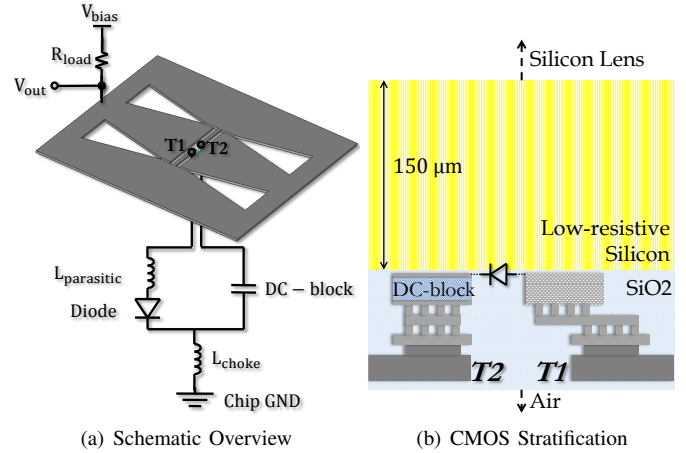 V_bias
R_load
V_out
T1
T2
L_parasitic
Diode
DC − block
L_choke
Chip GND
(a) Schematic Overview
Silicon Lens
150 μm
Low-resistive
Silicon
DC-block
SiO2
T2
T1
Air
(b) CMOS Stratification